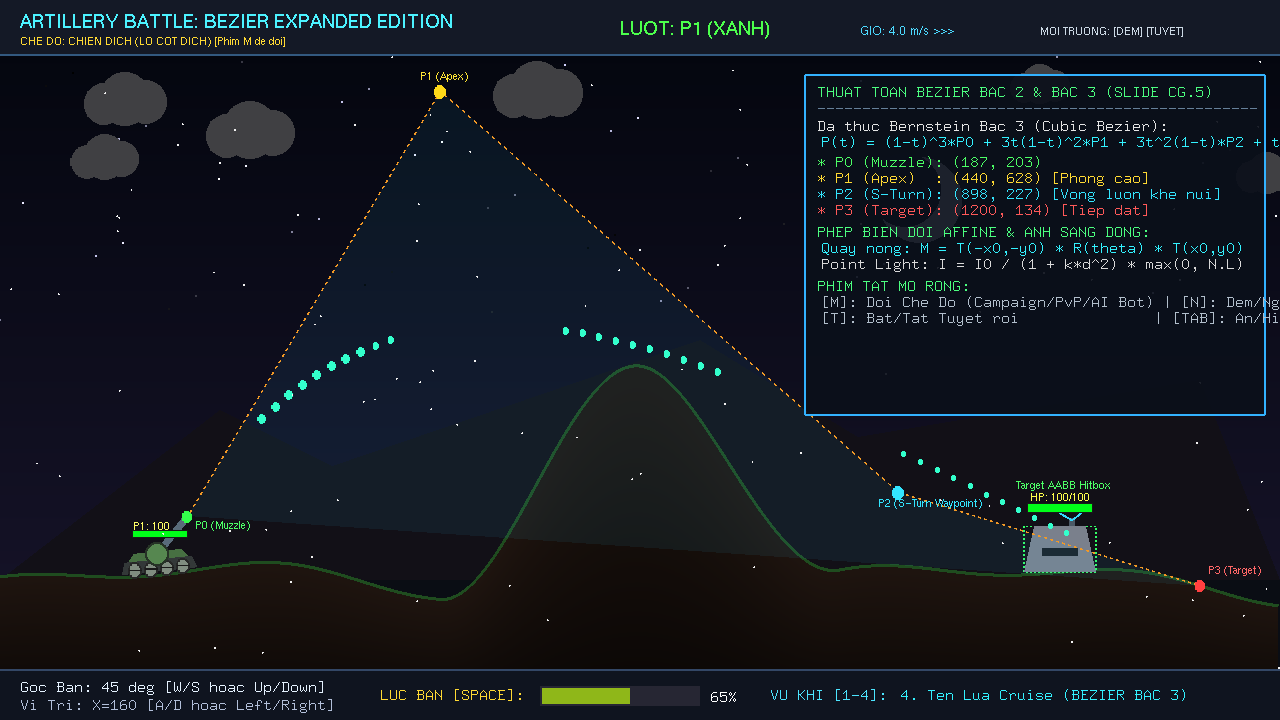 ARTILLERY BATTLE: BEZIER EXPANDED EDITION
CHE DO: CHIEN DICH (LO COT DICH) [Phim M de doi]
LUOT: P1 (XANH)
GIO: 4.0 m/s >>>
MOI TRUONG: [DEM] [TUYET]
P1 (Apex)
THUAT TOAN BEZIER BAC 2 & BAC 3 (SLIDE CG.5)
Da thuc Bernstein Bac 3 (Cubic Bezier):
P(t) = (1-t)^3*P0 + 3t(1-t)^2*P1 + 3t^2(1-t)*P2 + t
* P0 (Muzzle): (187, 203)
* P1 (Apex)  : (440, 628) [Phong cao]
* P2 (S-Turn): (898, 227) [Vong luon khe nui]
* P3 (Target): (1200, 134) [Tiep dat]
PHEP BIEN DOI AFFINE & ANH SANG DONG:
Quay nong: M = T(-x0,-y0) * R(theta) * T(x0,y0)
Point Light: I = I0 / (1 + k*d^2) * max(0, N.L)
PHIM TAT MO RONG:
[M]: Doi Che Do (Campaign/PvP/AI Bot) | [N]: Dem/Ng
[T]: Bat/Tat Tuyet roi | [TAB]: An/Hi
Target AABB Hitbox
HP: 100/100
P2 (S-Turn Waypoint)
P1: 100
P0 (Muzzle)
P3 (Target)
Goc Ban: 45 deg [W/S hoac Up/Down]
Vi Tri: X=160 [A/D hoac Left/Right]
LUC BAN [SPACE]:
65%
VU KHI [1-4]: 4. Ten Lua Cruise (BEZIER BAC 3)